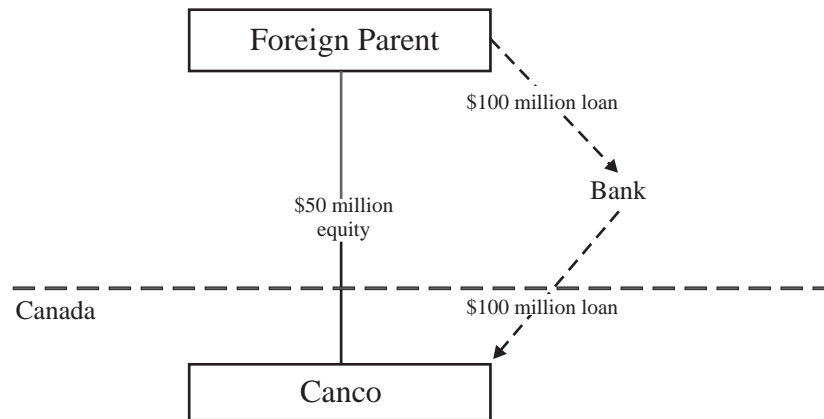 Foreign Parent
$100 million loan
Bank
$50 million
equity
Canada
$100 million loan
Canco